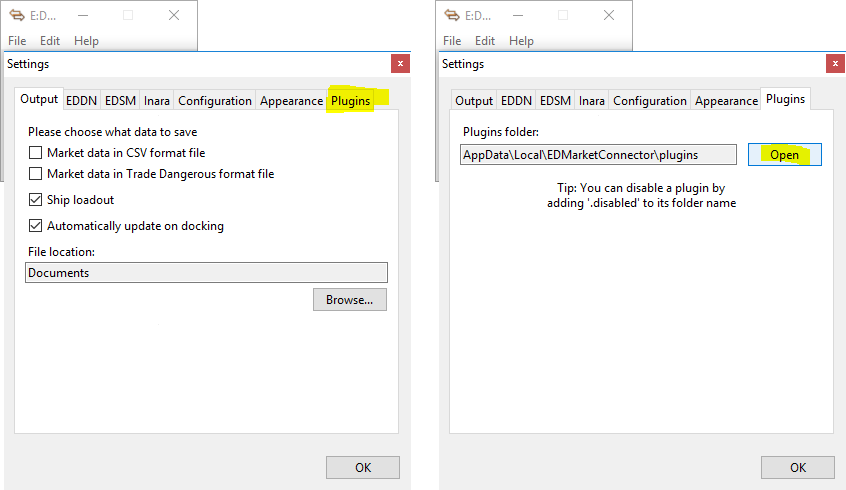 E:D...
File Edit Help
Settings
x
Output EDDN EDSM Inara Configuration Appearance Plugins
Please choose what data to save
Market data in CSV format file
Market data in Trade Dangerous format file
Ship loadout
Automatically update on docking
File location:
Documents
Browse...
OK
E:D...
File Edit Help
Settings
x
Output EDDN EDSM Inara Configuration Appearance Plugins
Plugins folder:
AppData\Local\EDMarketConnector\plugins
Open
Tip: You can disable a plugin by
adding '.disabled' to its folder name
OK